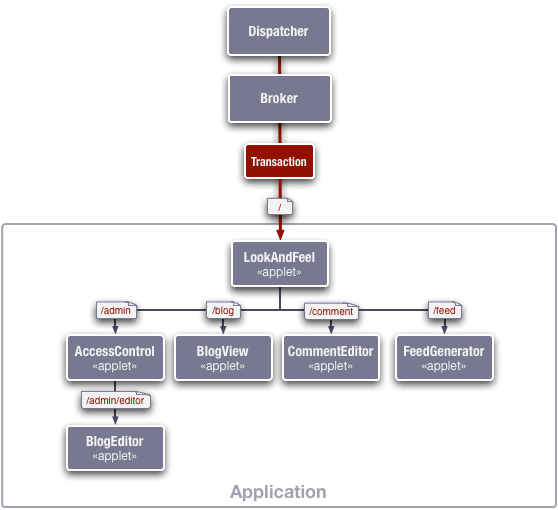 Dispatcher
Broker
Transaction
/
LookAndFeel
«applet»
/admin
/blog
/comment
/feed
AccessControl
«applet»
BlogView
«applet»
CommentEditor
«applet»
FeedGenerator
«applet»
/admin/editor
BlogEditor
«applet»
Application